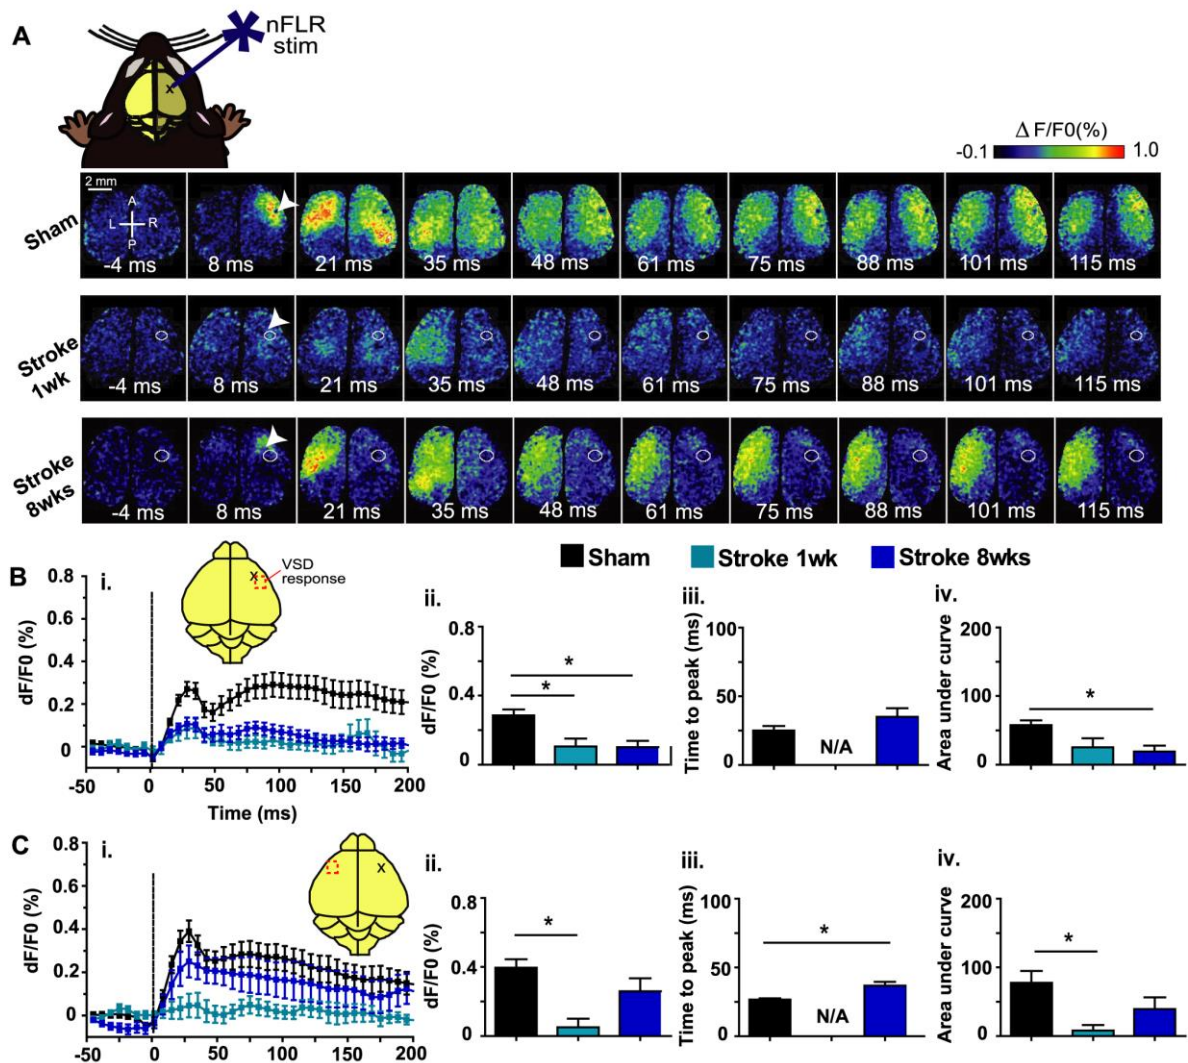 A
nFLR
stim
x
Δ F/F0(%)
-0.1 1.0
2 mm
A
L R
P
Sham
-4 ms 8 ms 21 ms 35 ms 48 ms 61 ms 75 ms 88 ms 101 ms 115 ms
Stroke
1wk
-4 ms 8 ms 21 ms 35 ms 48 ms 61 ms 75 ms 88 ms 101 ms 115 ms
Stroke
8wks
-4 ms 8 ms 21 ms 35 ms 48 ms 61 ms 75 ms 88 ms 101 ms 115 ms
Sham Stroke 1wk Stroke 8wks
B
i.
dF/F0 (%)
0.8
0.6
0.4
0.2
0
-50 0 50 100 150 200
Time (ms)
x
VSD
response
ii.
dF/F0 (%)
0.8
0.4
0
*
*
iii.
Time to peak (ms)
100
50
0
N/A
iv.
Area under curve
200
100
0
*
C
i.
dF/F0 (%)
0.8
0.6
0.4
0.2
0
-50 0 50 100 150 200
Time (ms)
x
ii.
dF/F0 (%)
0.8
0.4
0
*
iii.
Time to peak (ms)
100
50
0
*
N/A
iv.
Area under curve
200
100
0
*